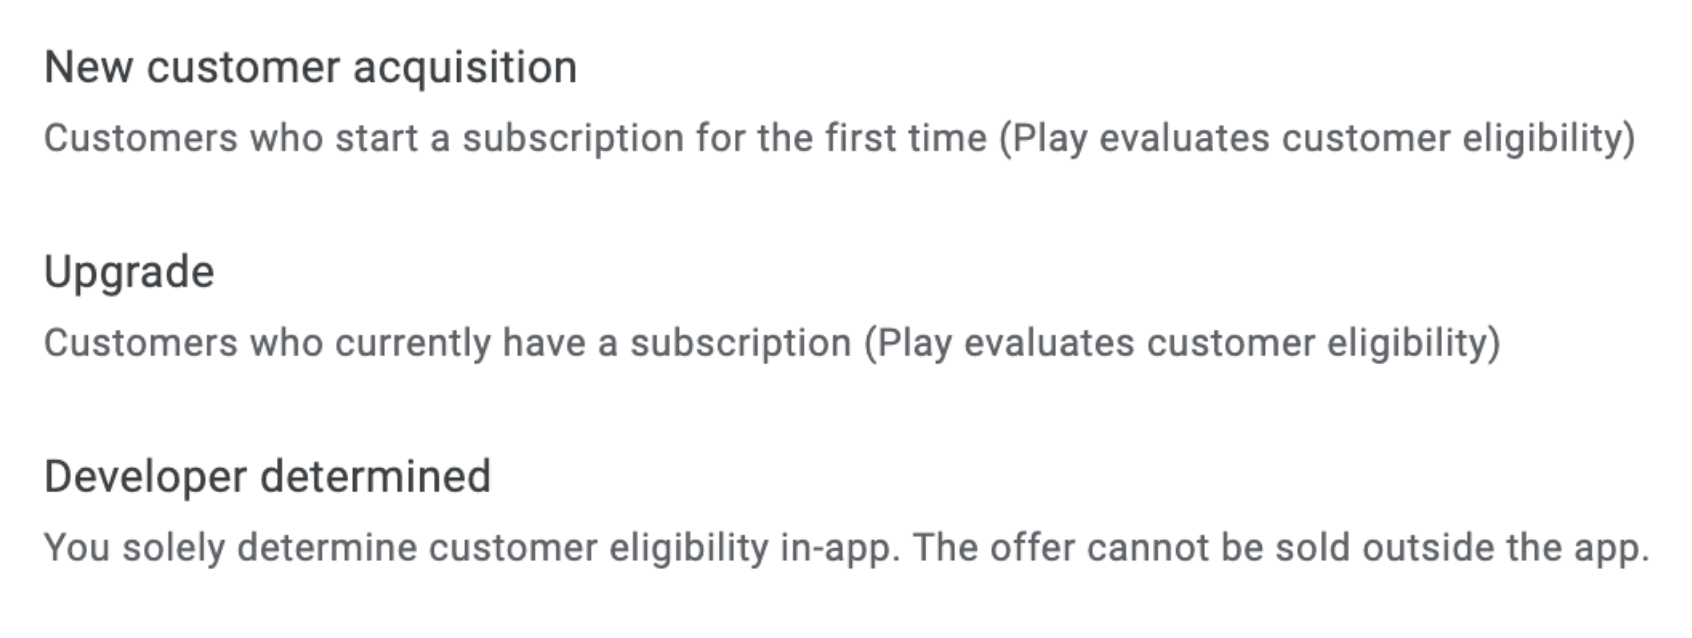 New customer acquisition
Customers who start a subscription for the first time (Play evaluates customer eligibility)
Upgrade
Customers who currently have a subscription (Play evaluates customer eligibility)
Developer determined
You solely determine customer eligibility in-app. The offer cannot be sold outside the app.